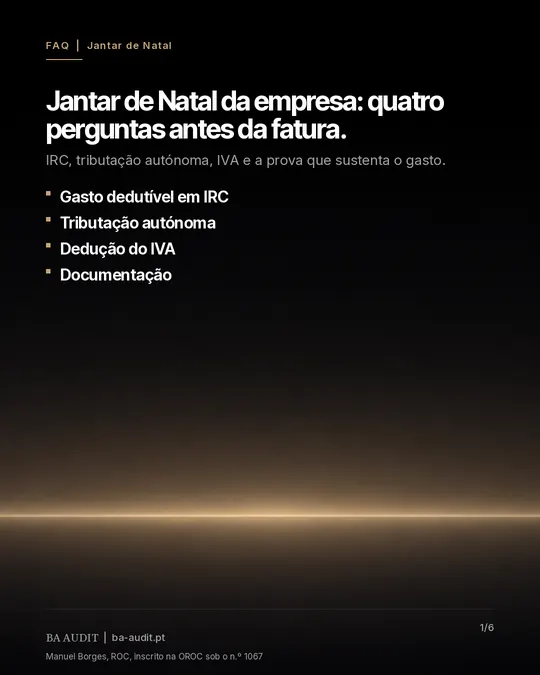 FAQ | Jantar de Natal
Jantar de Natal da empresa: quatro
perguntas antes da fatura.
IRC, tributação autónoma, IVA e a prova que sustenta o gasto.
Gasto dedutível em IRC
Tributação autónoma
Dedução do IVA
Documentação
1/6
BA AUDIT | ba-audit.pt
Manuel Borges, ROC, inscrito na OROC sob o n.º 1067